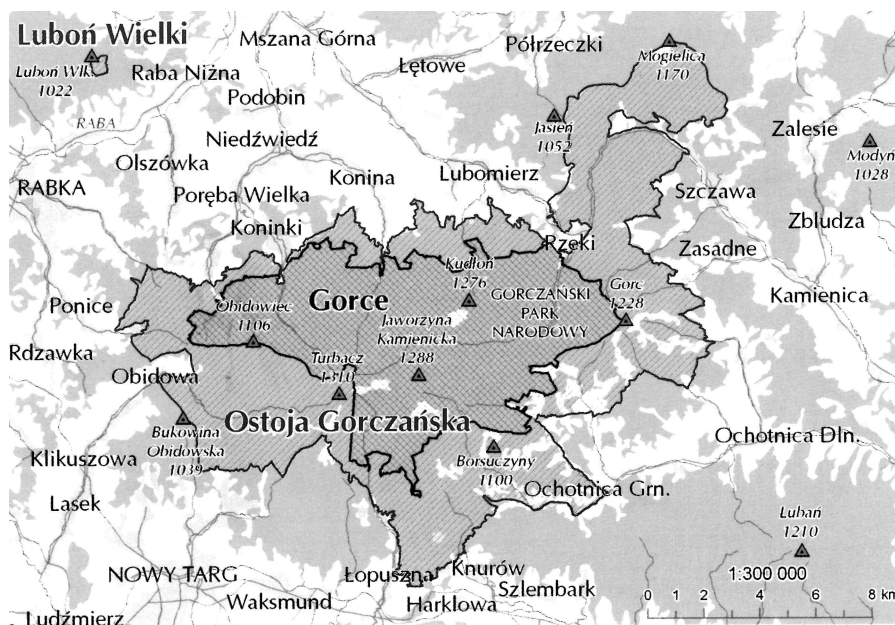 Luboń Wielki
Mszana Górna
Półrzeczki
Mogielica
1170
Luboń Wlk.
1022
Raba Niżna
Łętowe
Podobin
RABA
Jasień
1052
Zalesie
Modyń
1028
Niedźwiedź
Olszówka
Konina
Lubomierz
RABKA
Poręba Wielka
Szczawa
Zbludza
Koninki
Rzeki
Zasadne
Kudłoń
1276
Ponice
Obidowiec
1106
Gorce
GORCZAŃSKI
PARK
NARODOWY
Gorc
1228
Kamienica
Jaworzyna
Kamienicka
1288
Rdzawka
Turbacz
1310
Obidowa
Ostoja Gorczańska
Bukowina
Obidowska
1039
Ochotnica Dln.
Klikuszowa
Borsuczyny
1100
Ochotnica Grn.
Lasek
Lubań
1210
NOWY TARG
Łopuszna
Knurów
1:300 000
Waksmund
Szlembark
Harklowa
Ludźmierz
0 1 2 4 6 8 km